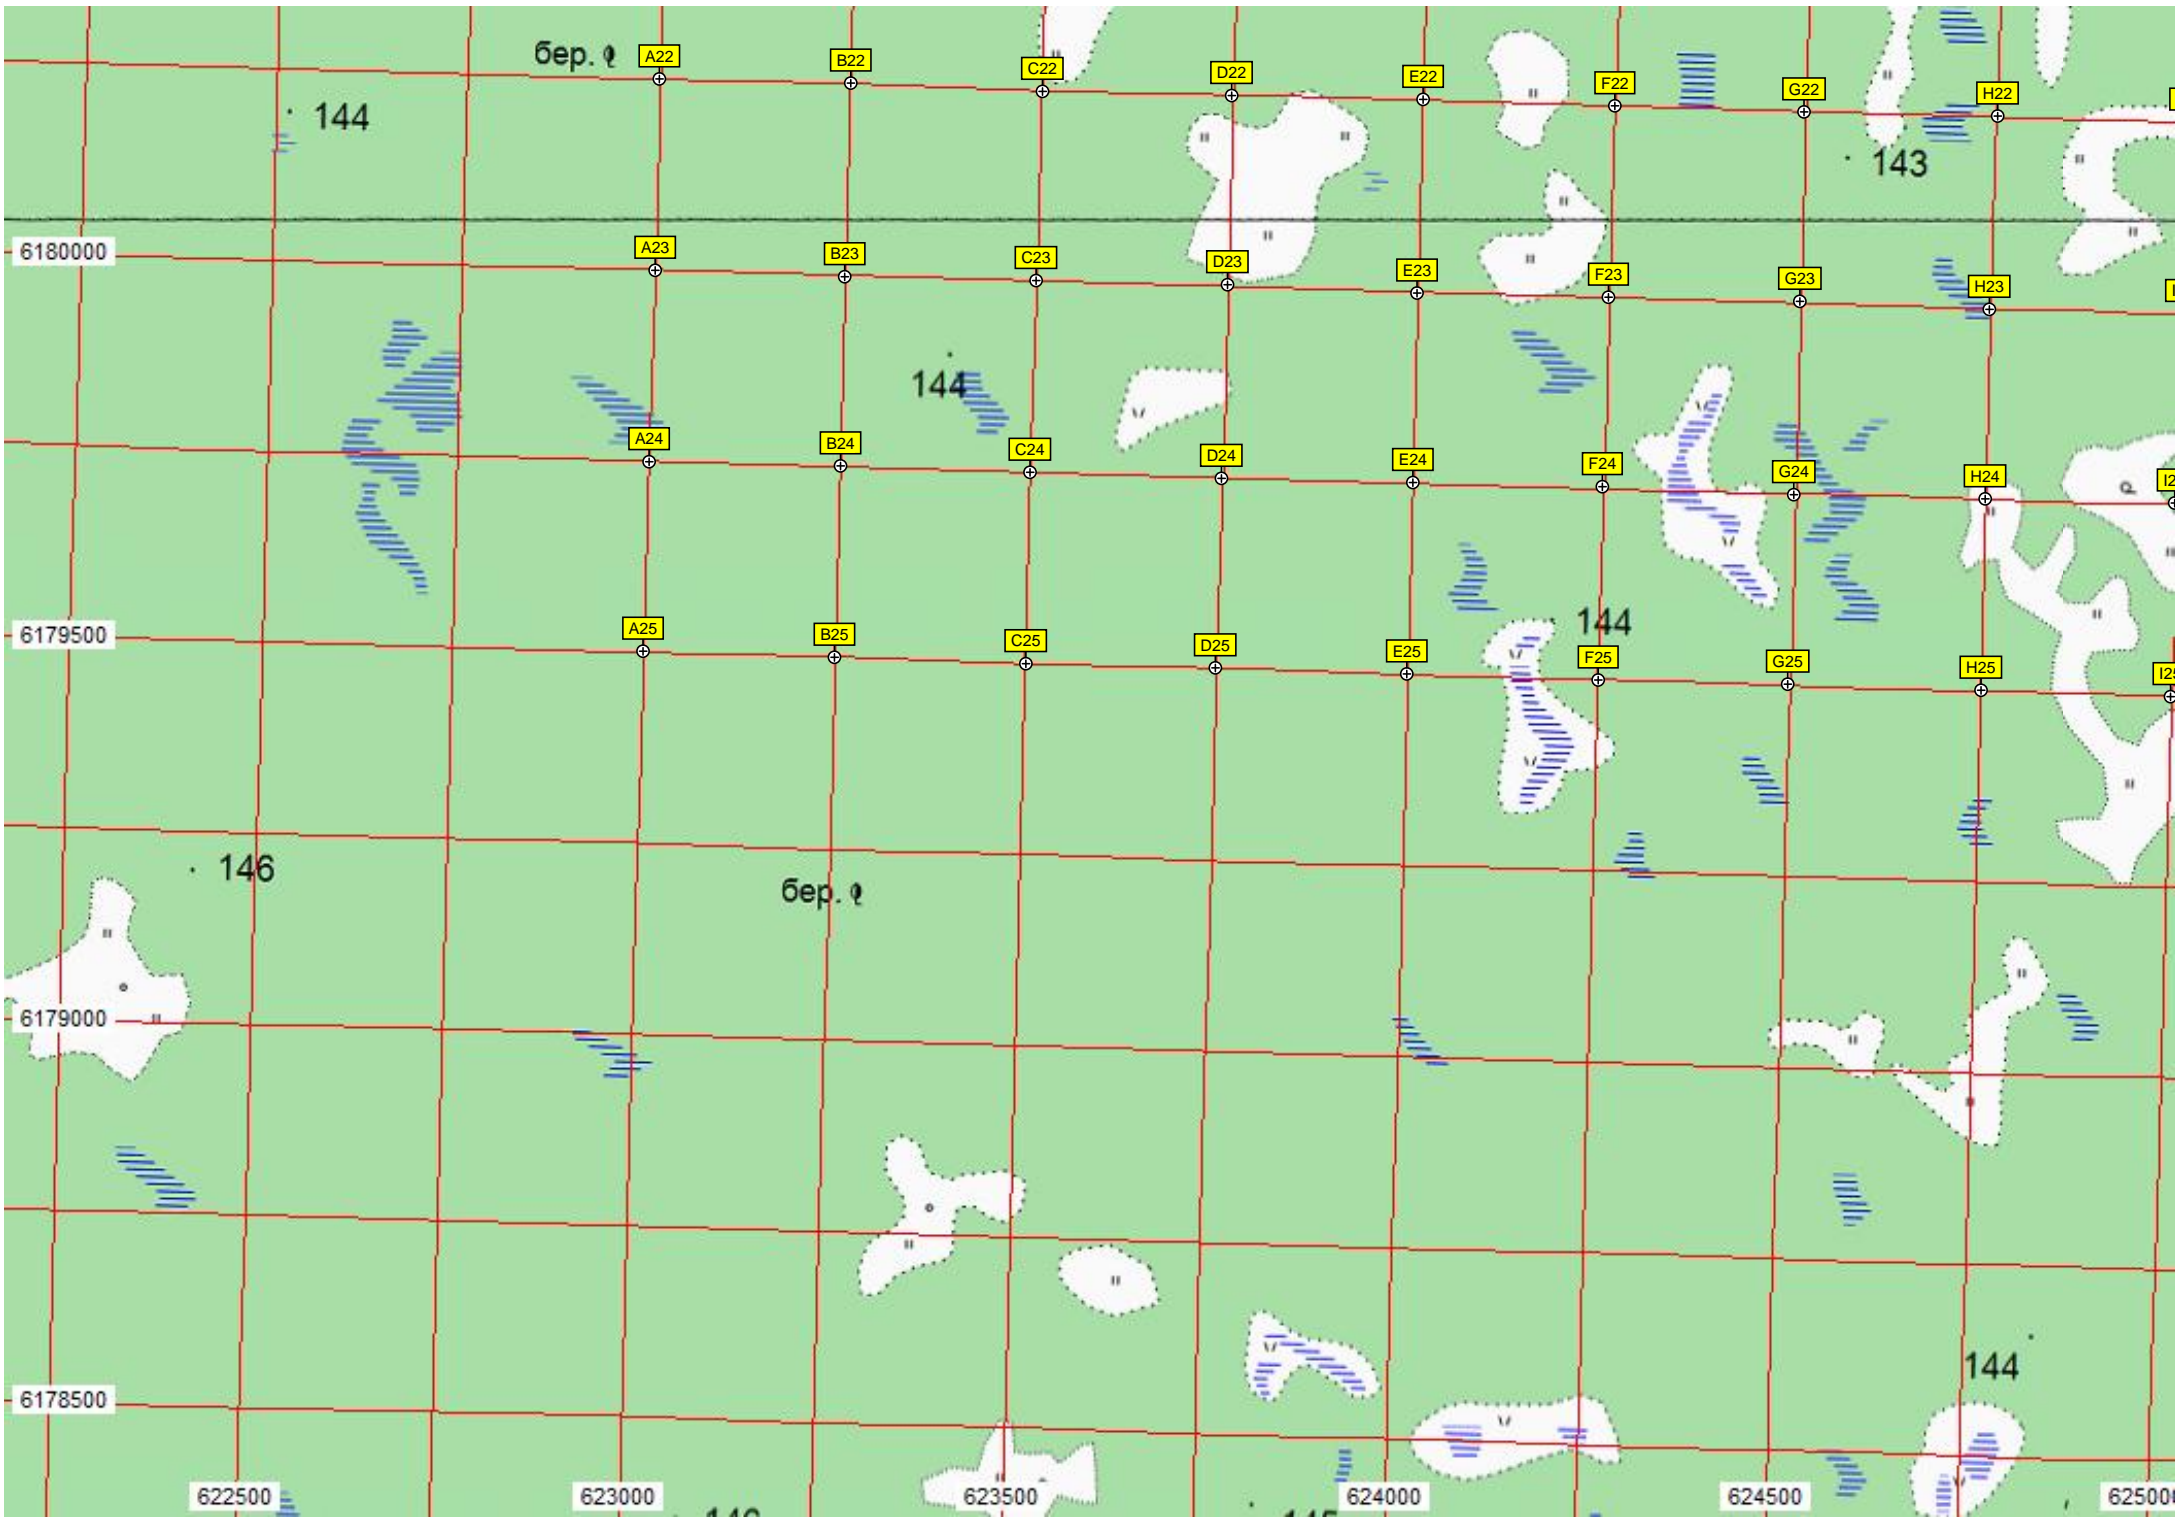 бер.
A22 B22 C22 D22 E22 F22 G22 H22
144
143
6180000
A23 B23 C23 D23 E23 F23 G23 H23
144
A24 B24 C24 D24 E24 F24 G24 H24
144
6179500
A25 B25 C25 D25 E25 F25 G25 H25 I25
146
бер.
6179000
144
6178500
622500 623000 623500 624000 624500